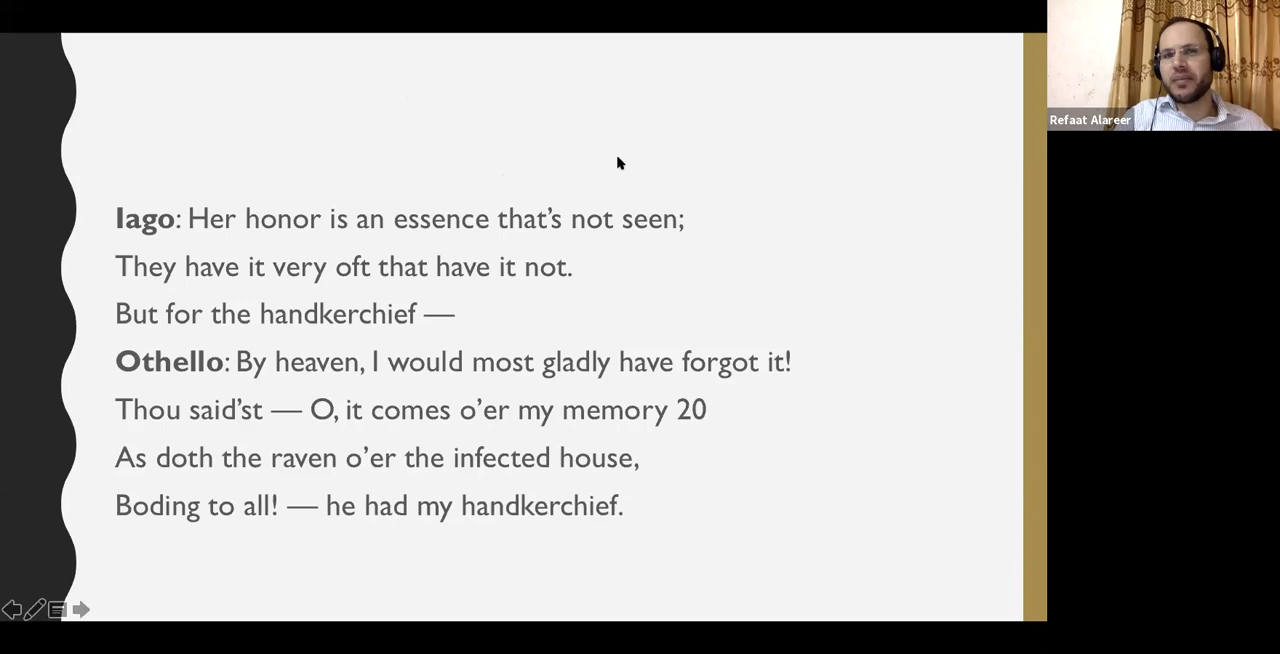 Iago: Her honor is an essence that’s not seen;
They have it very oft that have it not.
But for the handkerchief —
Othello: By heaven, I would most gladly have forgot it!
Thou said’st — O, it comes o’er my memory 20
As doth the raven o’er the infected house,
Boding to all! — he had my handkerchief.
Refaat Alareer